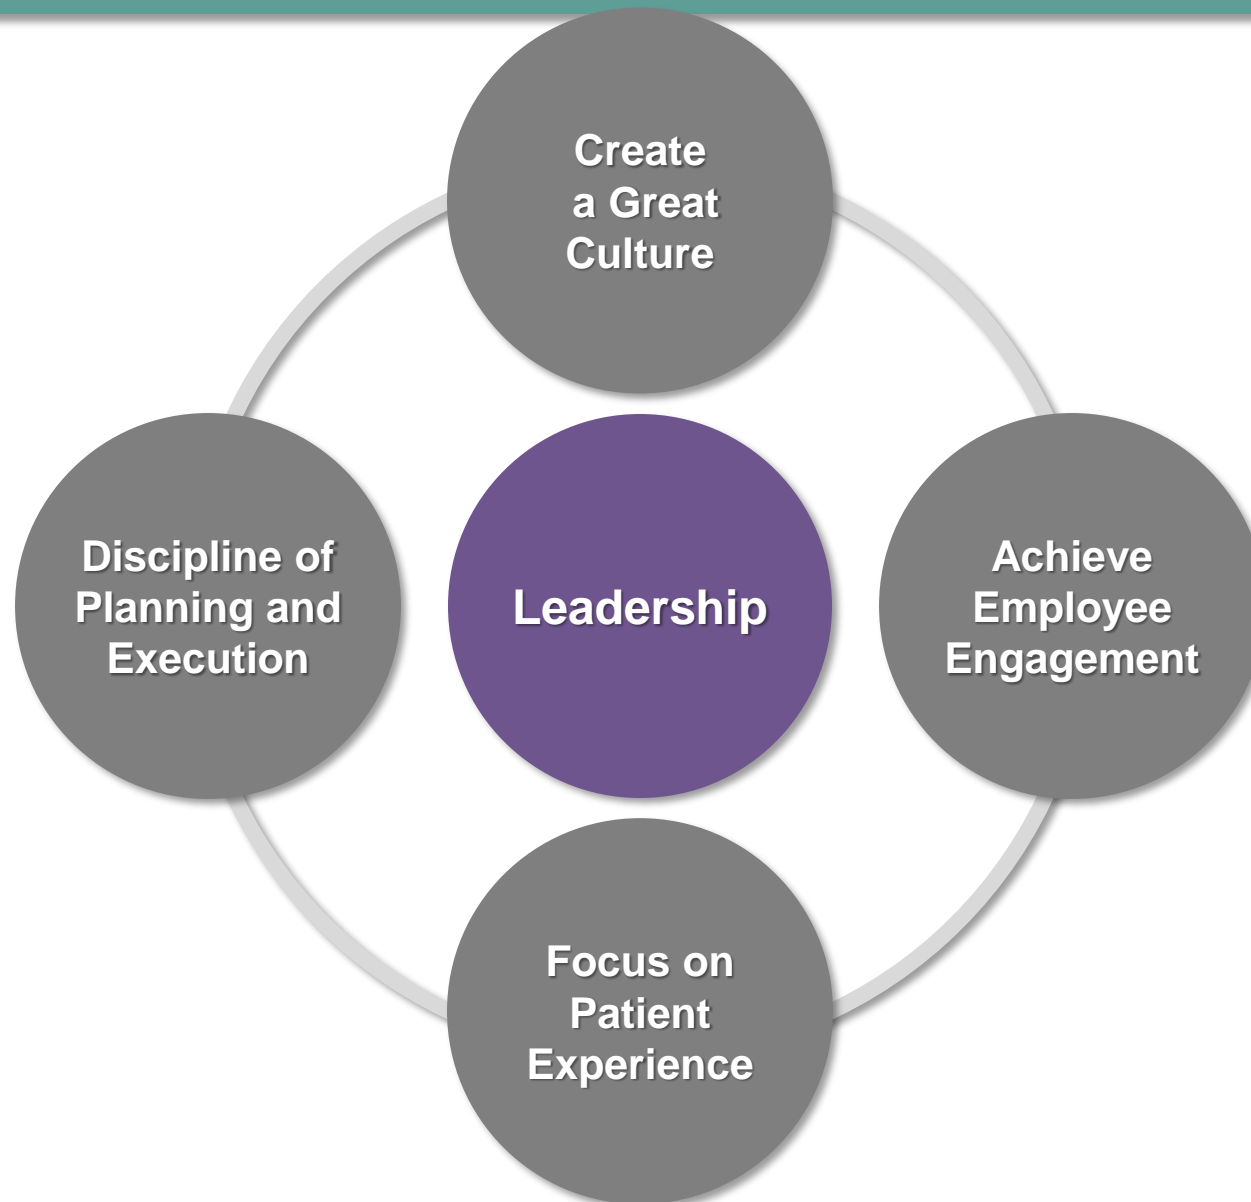 Create
a Great
Culture
Discipline of
Planning and
Execution
Leadership
Achieve
Employee
Engagement
Focus on
Patient
Experience